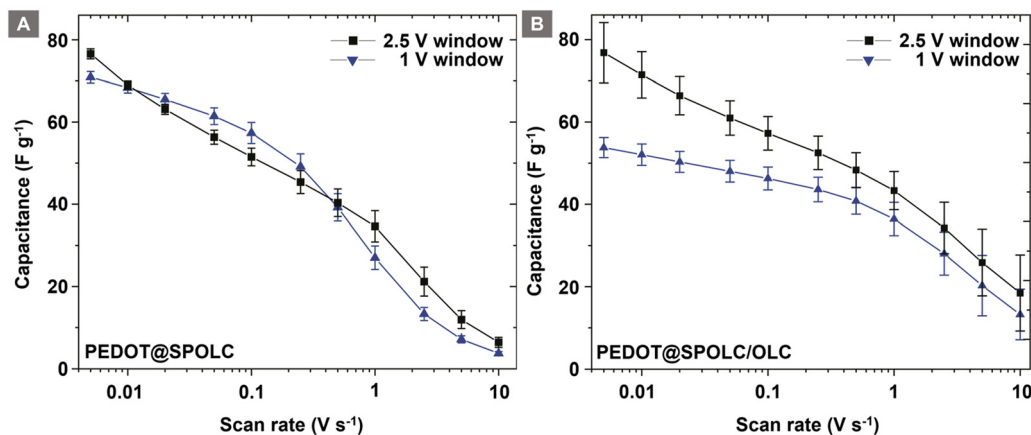 A
2.5 V window
1 V window
80
60
40
20
0
Capacitance (F g⁻¹)
PEDOT@SPOLC
0.01
0.1
1
10
Scan rate (V s⁻¹)
B
2.5 V window
1 V window
80
60
40
20
0
Capacitance (F g⁻¹)
PEDOT@SPOLC/OLC
0.01
0.1
1
10
Scan rate (V s⁻¹)